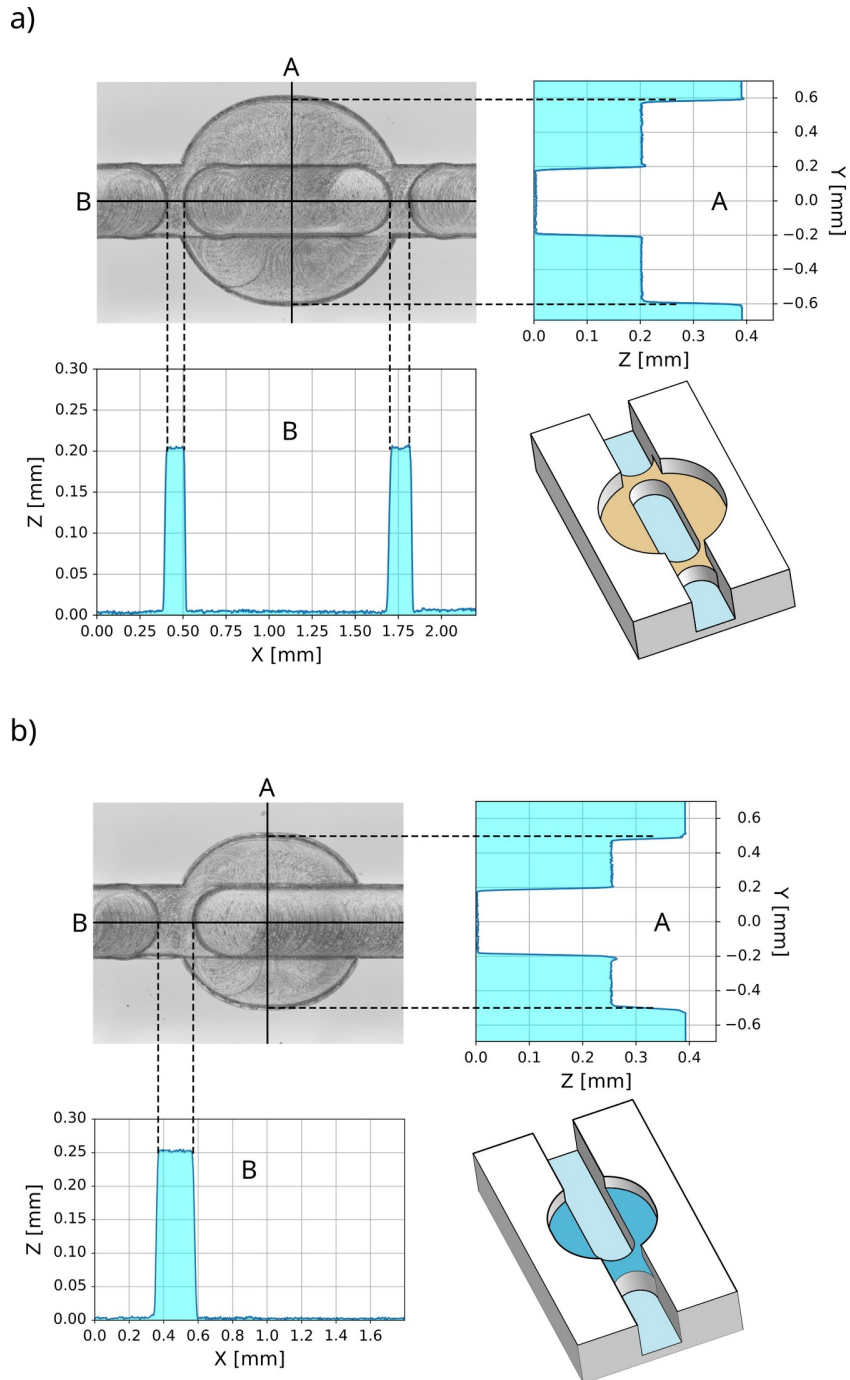 a)
A
B
0.6
0.4
0.2
0.0
−0.2
−0.4
−0.6
Y [mm]
A
0.0 0.1 0.2 0.3 0.4
Z [mm]
0.30
0.25
0.20
0.15
0.10
0.05
0.00
Z [mm]
B
0.00 0.25 0.50 0.75 1.00 1.25 1.50 1.75 2.00
X [mm]
b)
A
B
0.6
0.4
0.2
0.0
−0.2
−0.4
−0.6
Y [mm]
A
0.0 0.1 0.2 0.3 0.4
Z [mm]
0.30
0.25
0.20
0.15
0.10
0.05
0.00
Z [mm]
B
0.0 0.2 0.4 0.6 0.8 1.0 1.2 1.4 1.6
X [mm]